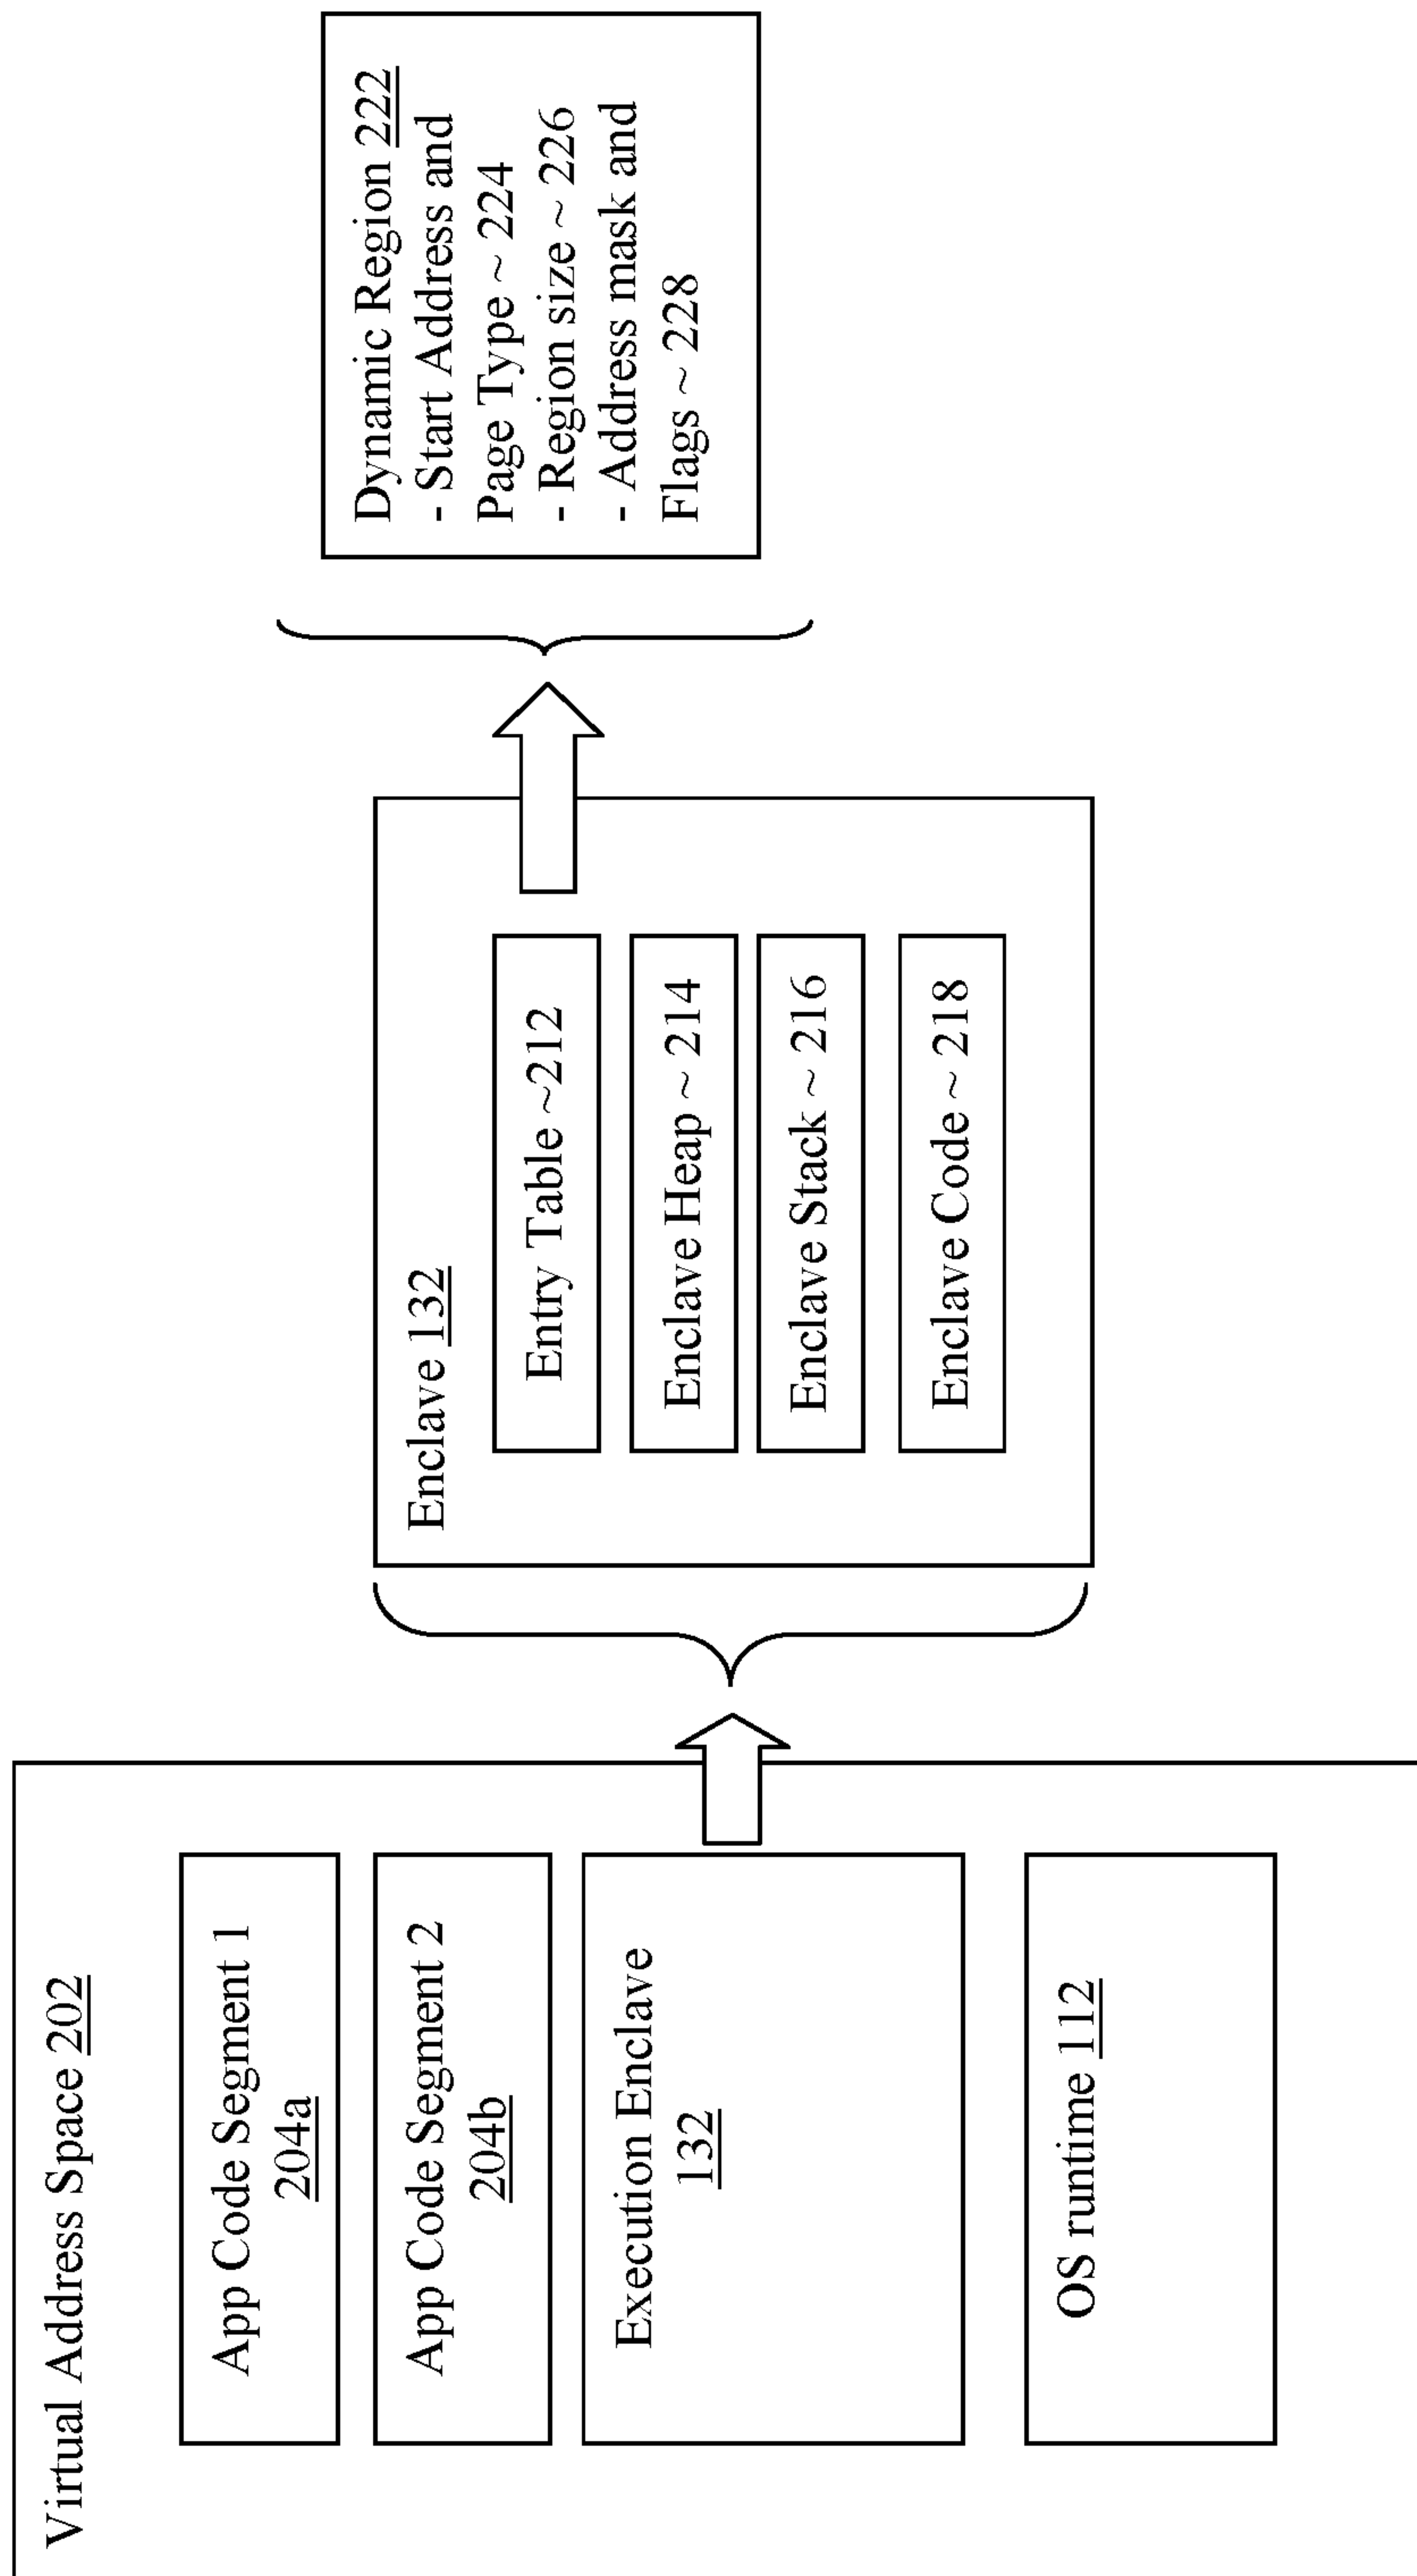 Virtual Address Space 202
App Code Segment 1
204a
App Code Segment 2
204b
Execution Enclave
132
OS runtime 112
Enclave 132
Entry Table ~212
Enclave Heap ~ 214
Enclave Stack ~ 216
Enclave Code ~ 218
Dynamic Region 222
- Start Address and
Page Type ~ 224
- Region size ~ 226
- Address mask and
Flags ~ 228